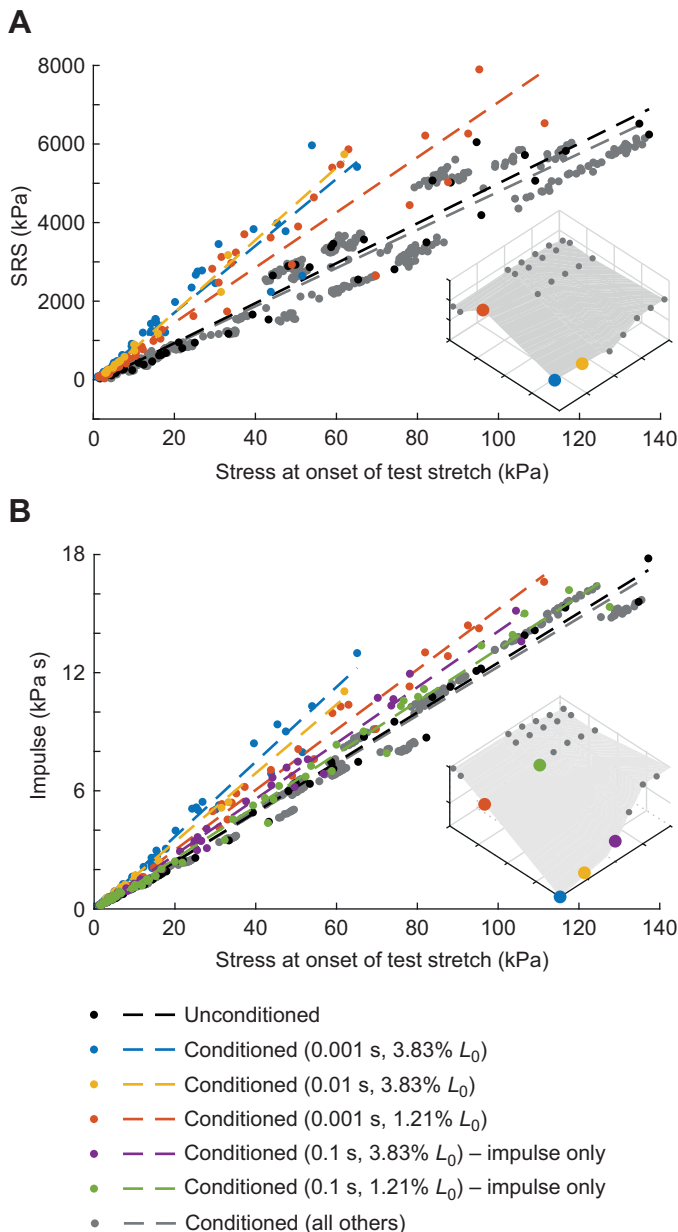 A
8000
6000
4000
2000
0
SRS (kPa)
0 20 40 60 80 100 120 140
Stress at onset of test stretch (kPa)
B
18
12
6
0
Impulse (kPa s)
0 20 40 60 80 100 120 140
Stress at onset of test stretch (kPa)
Unconditioned
Conditioned (0.001 s, 3.83% L0)
Conditioned (0.01 s, 3.83% L0)
Conditioned (0.001 s, 1.21% L0)
Conditioned (0.1 s, 3.83% L0) – impulse only
Conditioned (0.1 s, 1.21% L0) – impulse only
Conditioned (all others)